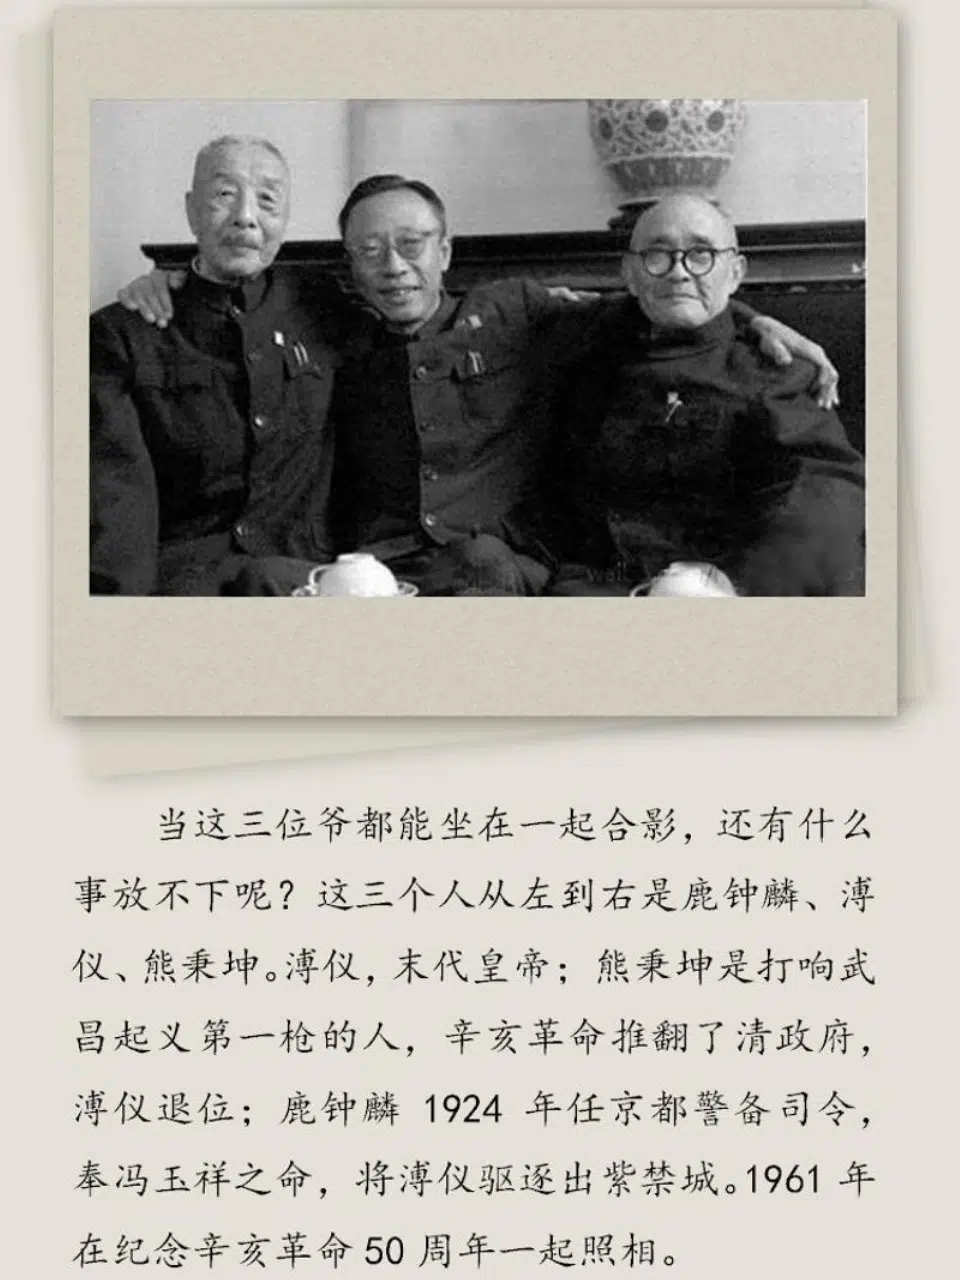 当这三位爷都能坐在一起合影，还有什么
事放不下呢？这三个人从左到右是鹿钟麟、溥
仪、熊秉坤。溥仪，末代皇帝；熊秉坤是打响武
昌起义第一枪的人，辛亥革命推翻了清政府，
溥仪退位；鹿钟麟 1924 年任京都警备司令，
奉冯玉祥之命，将溥仪驱逐出紫禁城。1961 年
在纪念辛亥革命 50 周年一起照相。